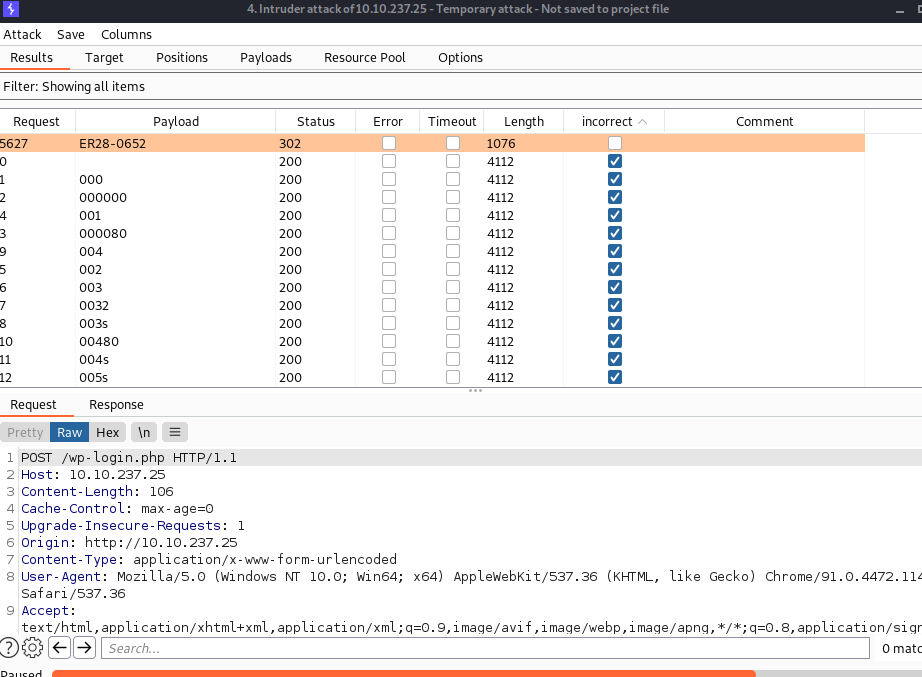 4. Intruder attack of 10.10.237.25 - Temporary attack - Not saved to project file
Attack Save Columns
Results Target Positions Payloads Resource Pool Options
Filter: Showing all items
Request Payload Status Error Timeout Length incorrect Comment
5627 ER28-0652 302 1076
0 200 4112
1 000 200 4112
2 000000 200 4112
4 001 200 4112
3 000080 200 4112
9 004 200 4112
5 002 200 4112
6 003 200 4112
7 0032 200 4112
8 003s 200 4112
10 00480 200 4112
11 004s 200 4112
12 005s 200 4112
Request Response
Pretty Raw Hex \n
1 POST /wp-login.php HTTP/1.1
2 Host: 10.10.237.25
3 Content-Length: 106
4 Cache-Control: max-age=0
5 Upgrade-Insecure-Requests: 1
6 Origin: http://10.10.237.25
7 Content-Type: application/x-www-form-urlencoded
8 User-Agent: Mozilla/5.0 (Windows NT 10.0; Win64; x64) AppleWebKit/537.36 (KHTML, like Gecko) Chrome/91.0.4472.114
Safari/537.36
9 Accept:
text/html,application/xhtml+xml,application/xml;q=0.9,image/avif,image/webp,image/apng,*/*;q=0.8,application/sign
? Search... 0 matc
Paused